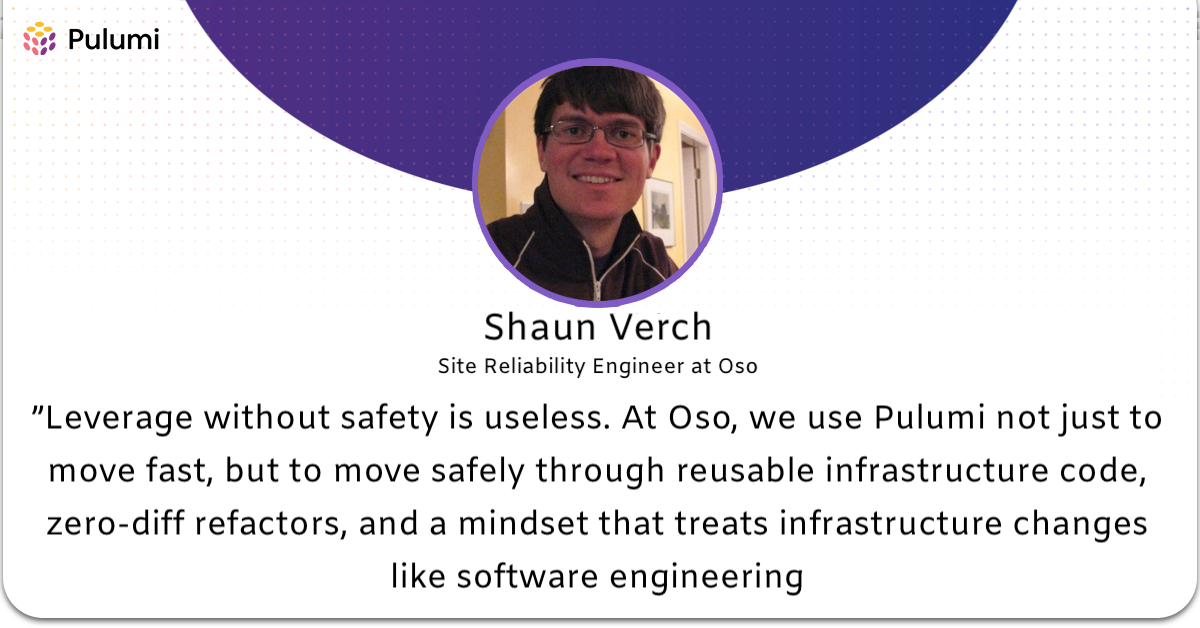 Pulumi
Shaun Verch
Site Reliability Engineer at Oso
”Leverage without safety is useless. At Oso, we use Pulumi not just to
move fast, but to move safely through reusable infrastructure code,
zero-diff refactors, and a mindset that treats infrastructure changes
like software engineering